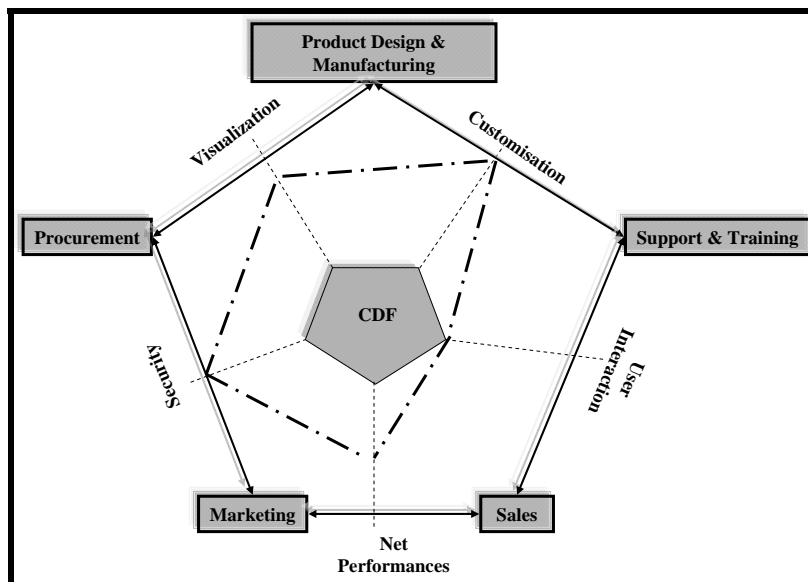 Product Design &
Manufacturing
Visualization
Customisation
Procurement
Support & Training
CDF
Security
User
Interaction
Marketing
Sales
Net
Performances